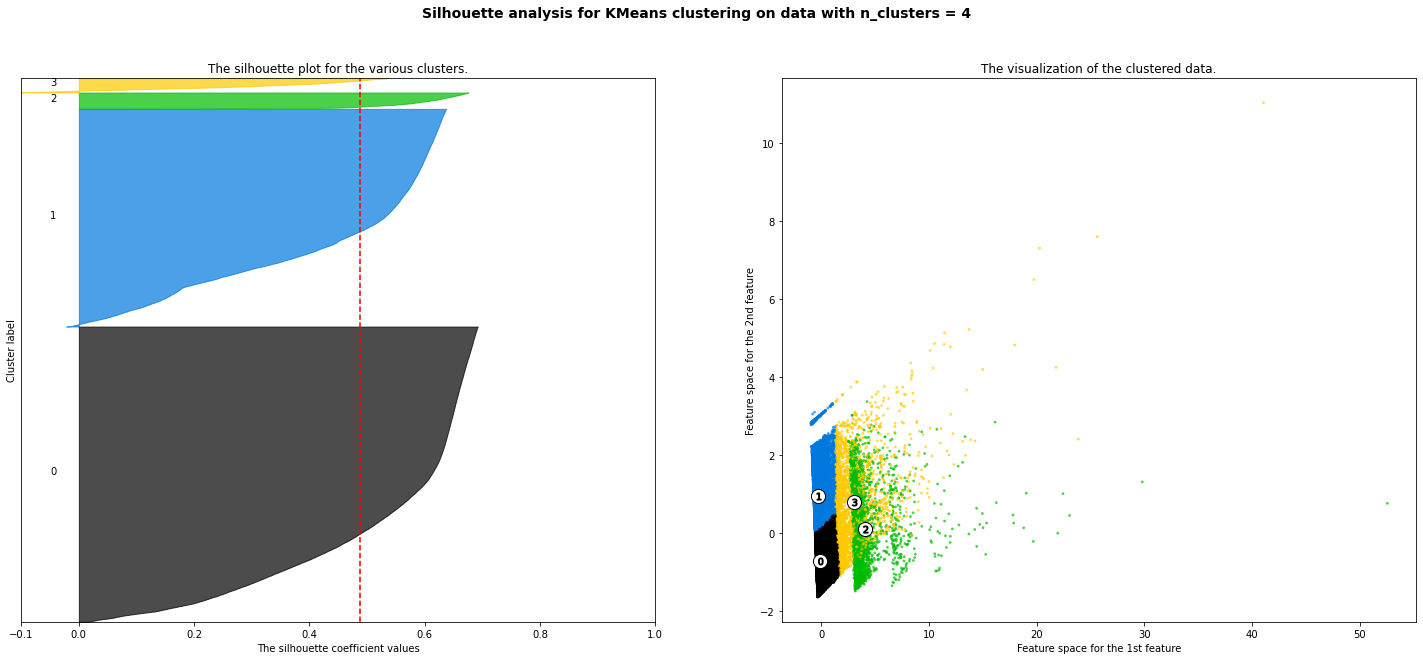 Silhouette analysis for KMeans clustering on data with n_clusters = 4
The silhouette plot for the various clusters.
3
2
1
0
Cluster label
−0.1 0.0 0.2 0.4 0.6 0.8 1.0
The silhouette coefficient values
The visualization of the clustered data.
10
8
6
4
2
0
−2
Feature space for the 2nd feature
1
3
2
0
0 10 20 30 40 50
Feature space for the 1st feature